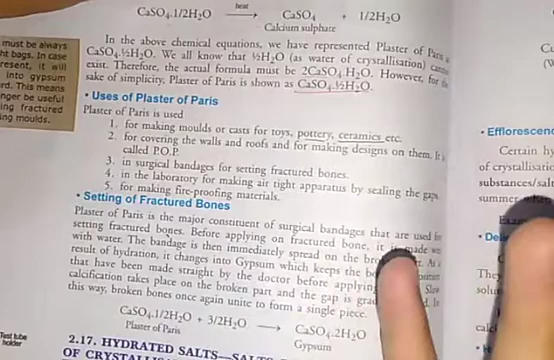 CaSO₄.1/2H₂O heat → CaSO₄ + 1/2H₂O
Calcium sulphate
In the above chemical equations, we have represented Plaster of Paris a
CaSO₄.½H₂O. We all know that ½H₂O (as water of crystallisation)
exist. Therefore, the actual formula must be 2CaSO₄.H₂O. However, for
sake of simplicity, Plaster of Paris is shown as CaSO₄.½H₂O.
• Uses of Plaster of Paris
Plaster of Paris is used
1. for making moulds or casts for toys, pottery, ceramics etc.
2. for covering the walls and roofs and for making designs on them. It
called P.O.P.
3. in surgical bandages for setting fractured bones.
4. in the laboratory for making air tight apparatus by sealing the gaps
5. for making fire-proofing materials.
• Setting of Fractured Bones
Plaster of Paris is the major constituent of surgical bandages that are used for
setting fractured bones. Before applying on fractured bone, it is made
with water. The bandage is then immediately spread on the
result of hydration, it changes into Gypsum which keeps the
that have been made straight by the doctor before applying
calcification takes place on the broken part and the gap is
this way, broken bones once again unite to form a single piece.
CaSO₄.1/2H₂O + 3/2H₂O → CaSO₄.2H₂O
Plaster of Paris Gypsum
2.17. HYDRATED SALTS—SALTS
OF
must be always
ht bags. In case
resent, it will
into gypsum
rd. This means
nger be useful
ing fractured
ing moulds.
Test tube
holder
• Efflorescenc
Certain hy
of crystallisatio
substances/sal
summer
They